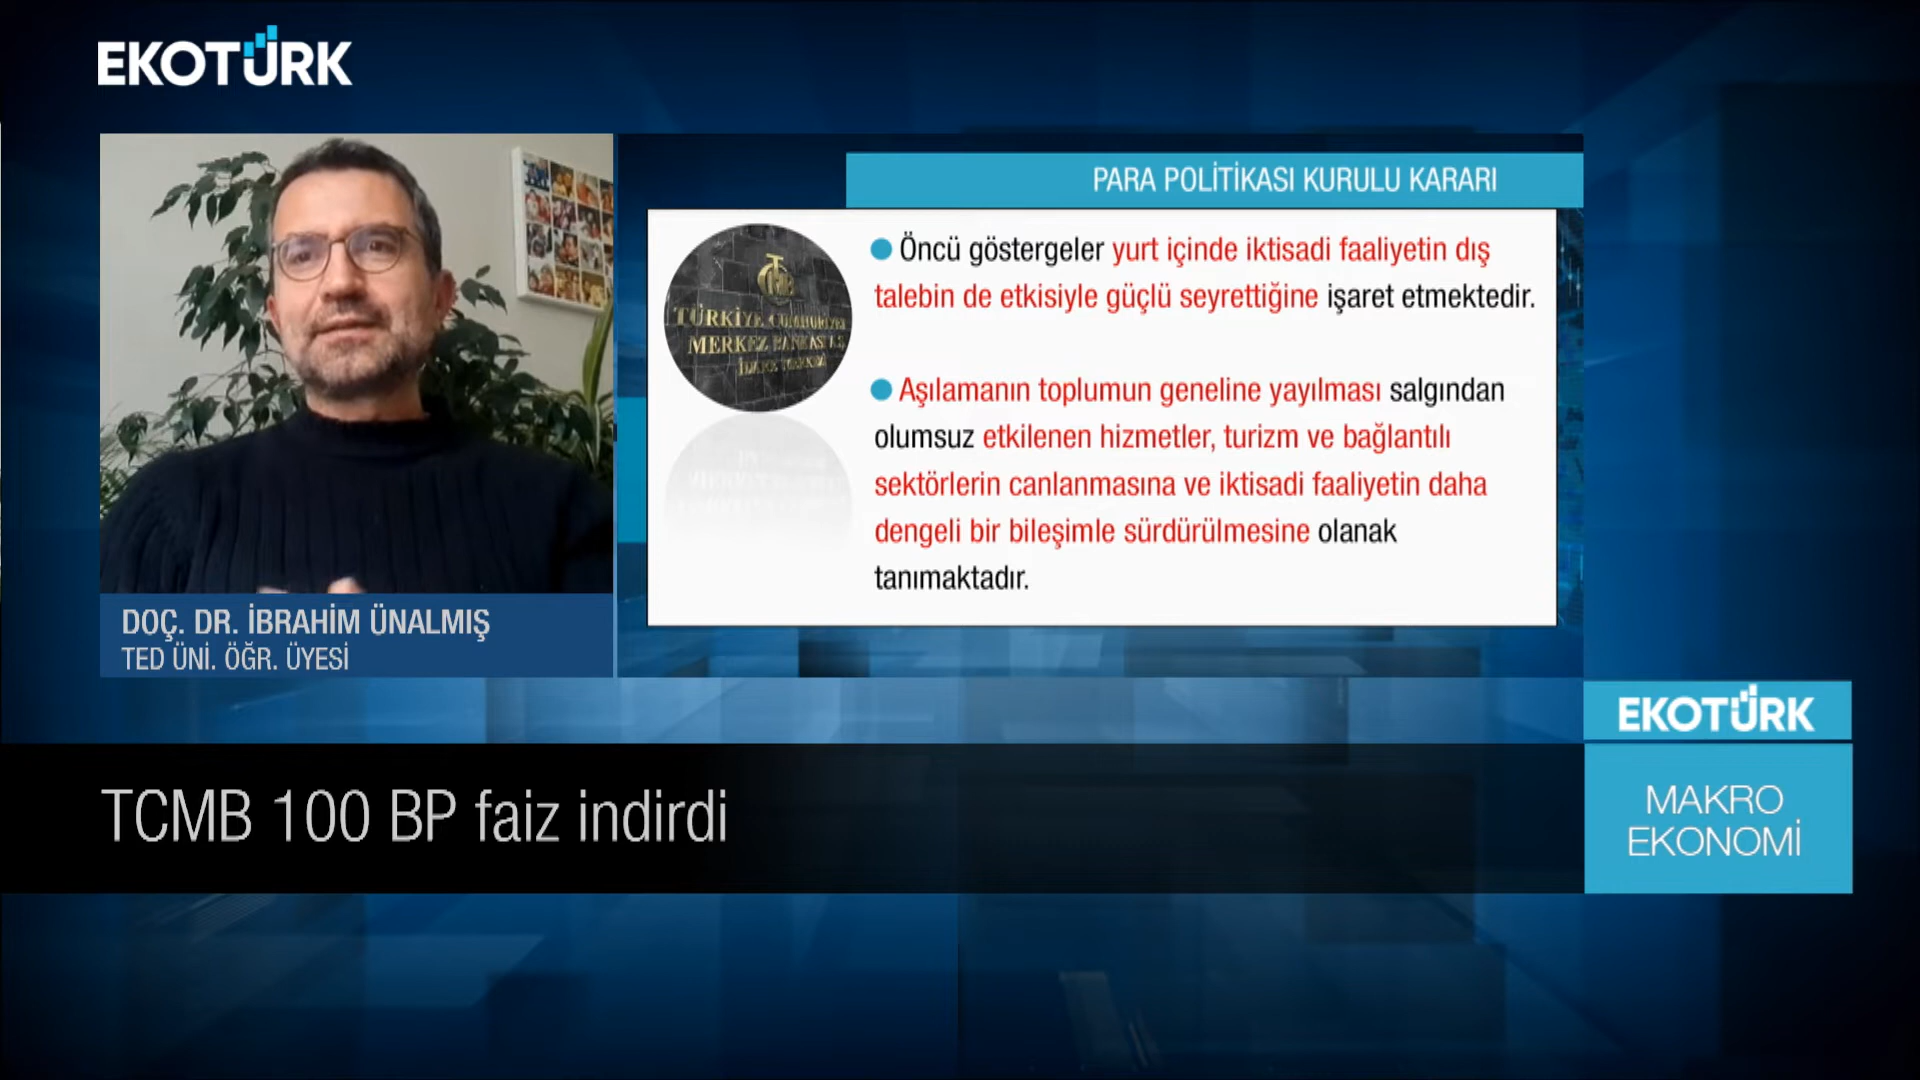 EKOTÜRK
PARA POLİTİKASI KURULU KARARI
Öncü göstergeler yurt içinde iktisadi faaliyetin dış
talebin de etkisiyle güçlü seyrettiğine işaret etmektedir.
Aşılamanın toplumun geneline yayılması salgından
olumsuz etkilenen hizmetler, turizm ve bağlantılı
sektörlerin canlanmasına ve iktisadi faaliyetin daha
dengeli bir bileşimle sürdürülmesine olanak
tanımaktadır.
TÜRKİYE CUMHURİYET
MERKEZ BANKASI A.Ş.
DOÇ. DR. İBRAHİM ÜNALMIŞ
TED ÜNİ. ÖĞR. ÜYESİ
EKOTÜRK
TCMB 100 BP faiz indirdi
MAKRO
EKONOMİ